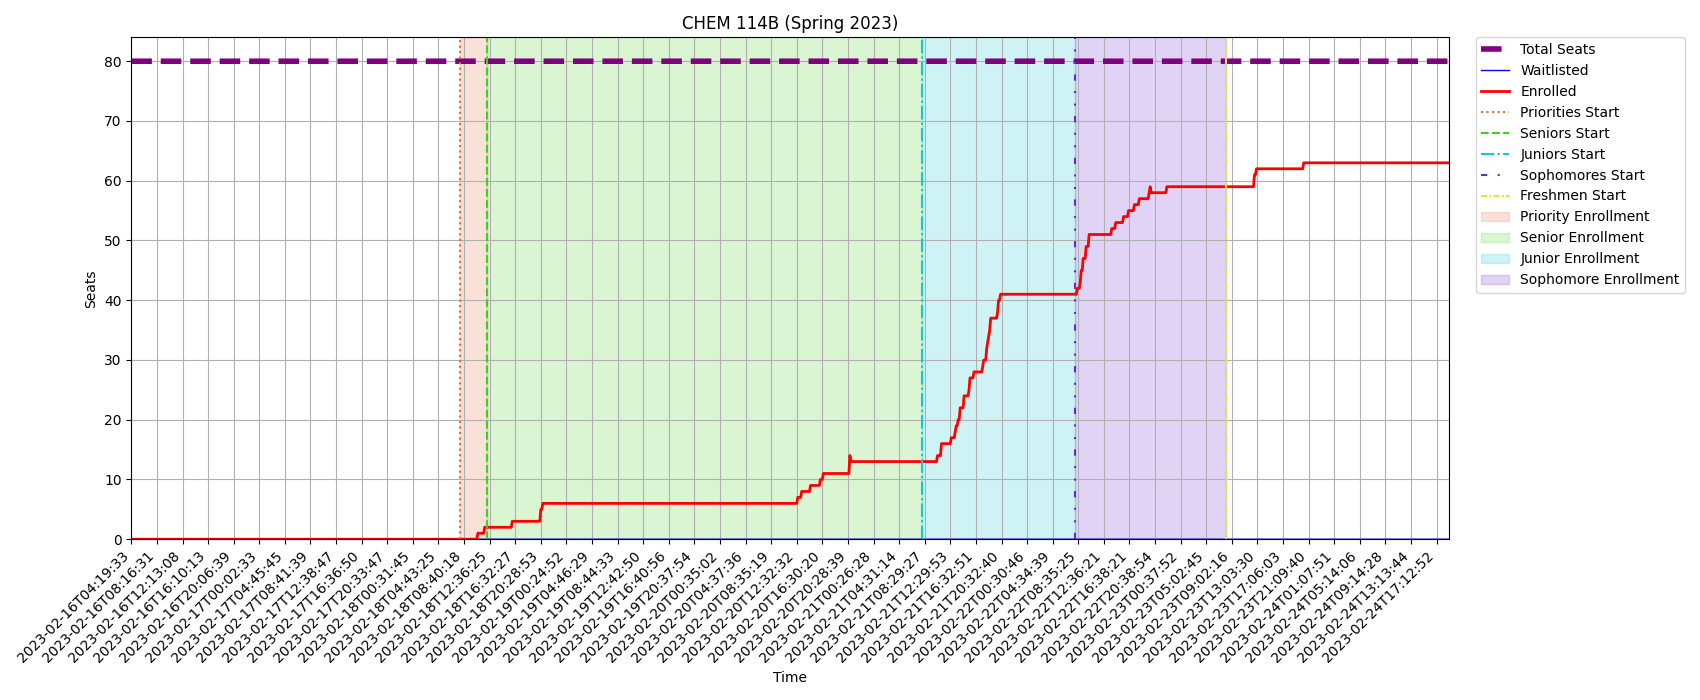 CHEM 114B (Spring 2023)
Seats
80
70
60
50
40
30
20
10
0
2023-02-16T04:19:33
2023-02-16T08:16:31
2023-02-16T12:13:08
2023-02-16T16:10:13
2023-02-16T20:06:39
2023-02-17T00:02:33
2023-02-17T04:45:45
2023-02-17T08:41:39
2023-02-17T12:38:47
2023-02-17T16:36:50
2023-02-17T20:33:47
2023-02-18T00:31:45
2023-02-18T04:43:25
2023-02-18T08:40:18
2023-02-18T12:36:25
2023-02-18T16:32:27
2023-02-18T20:28:53
2023-02-19T00:24:52
2023-02-19T04:46:29
2023-02-19T08:44:33
2023-02-19T12:42:50
2023-02-19T16:40:56
2023-02-19T20:37:54
2023-02-20T00:35:02
2023-02-20T04:37:36
2023-02-20T08:35:19
2023-02-20T12:32:32
2023-02-20T16:30:20
2023-02-20T20:28:39
2023-02-21T00:26:28
2023-02-21T04:31:14
2023-02-21T08:29:27
2023-02-21T12:29:53
2023-02-21T16:32:51
2023-02-21T20:32:40
2023-02-22T00:30:46
2023-02-22T04:34:39
2023-02-22T08:35:25
2023-02-22T12:36:21
2023-02-22T16:38:21
2023-02-22T20:38:54
2023-02-23T00:37:52
2023-02-23T05:02:45
2023-02-23T09:02:16
2023-02-23T13:03:30
2023-02-23T17:06:03
2023-02-23T21:09:40
2023-02-24T01:07:51
2023-02-24T05:14:06
2023-02-24T09:14:28
2023-02-24T13:13:44
2023-02-24T17:12:52
Time
Total Seats
Waitlisted
Enrolled
Priorities Start
Seniors Start
Juniors Start
Sophomores Start
Freshmen Start
Priority Enrollment
Senior Enrollment
Junior Enrollment
Sophomore Enrollment